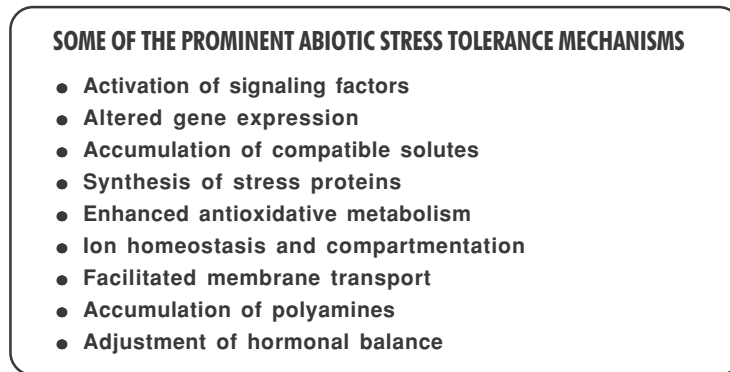 SOME OF THE PROMINENT ABIOTIC STRESS TOLERANCE MECHANISMS
● Activation of signaling factors
● Altered gene expression
● Accumulation of compatible solutes
● Synthesis of stress proteins
● Enhanced antioxidative metabolism
● Ion homeostasis and compartmentation
● Facilitated membrane transport
● Accumulation of polyamines
● Adjustment of hormonal balance